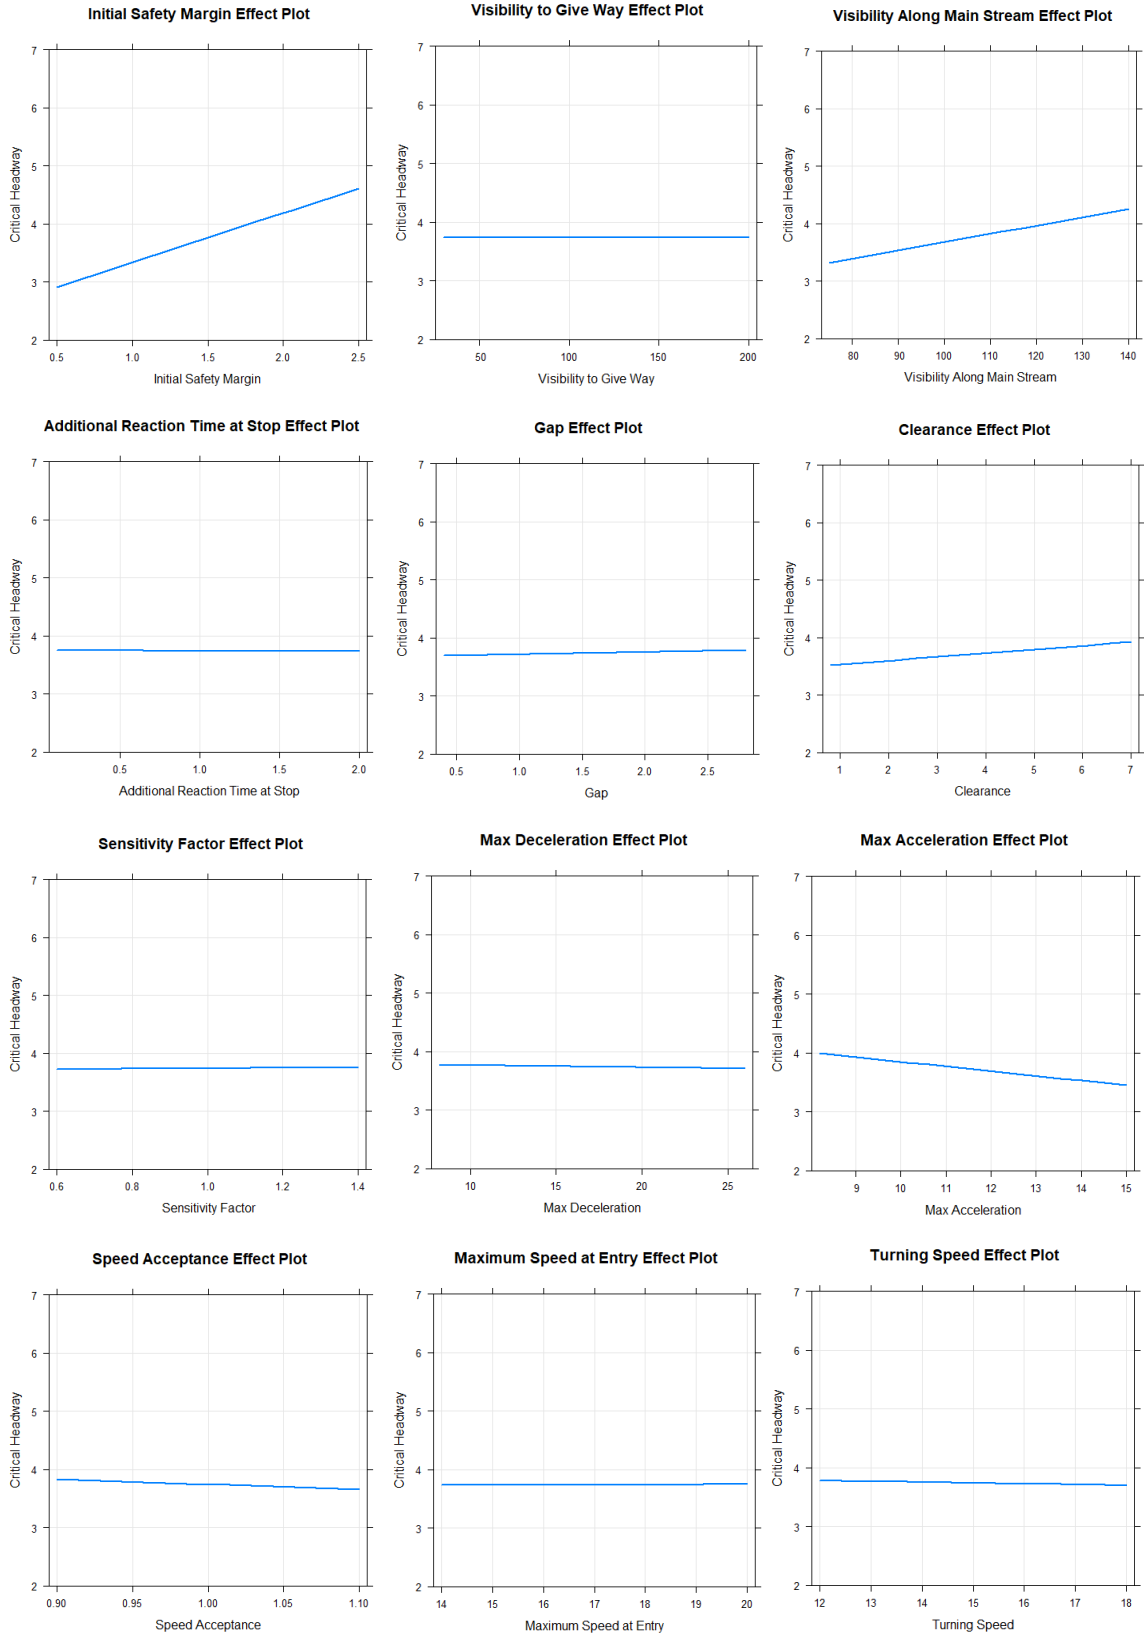 Initial Safety Margin Effect Plot
Critical Headway
7
6
5
4
3
2
0.5 1.0 1.5 2.0 2.5
Initial Safety Margin
Visibility to Give Way Effect Plot
Critical Headway
7
6
5
4
3
2
50 100 150 200
Visibility to Give Way
Visibility Along Main Stream Effect Plot
Critical Headway
7
6
5
4
3
2
80 90 100 110 120 130 140
Visibility Along Main Stream
Additional Reaction Time at Stop Effect Plot
Critical Headway
7
6
5
4
3
2
0.5 1.0 1.5 2.0
Additional Reaction Time at Stop
Gap Effect Plot
Critical Headway
7
6
5
4
3
2
0.5 1.0 1.5 2.0 2.5
Gap
Clearance Effect Plot
Critical Headway
7
6
5
4
3
2
1 2 3 4 5 6 7
Clearance
Sensitivity Factor Effect Plot
Critical Headway
7
6
5
4
3
2
0.6 0.8 1.0 1.2 1.4
Sensitivity Factor
Max Deceleration Effect Plot
Critical Headway
7
6
5
4
3
2
10 15 20 25
Max Deceleration
Max Acceleration Effect Plot
Critical Headway
7
6
5
4
3
2
9 10 11 12 13 14 15
Max Acceleration
Speed Acceptance Effect Plot
Critical Headway
7
6
5
4
3
2
0.90 0.95 1.00 1.05 1.10
Speed Acceptance
Maximum Speed at Entry Effect Plot
Critical Headway
7
6
5
4
3
2
14 15 16 17 18 19 20
Maximum Speed at Entry
Turning Speed Effect Plot
Critical Headway
7
6
5
4
3
2
12 13 14 15 16 17 18
Turning Speed